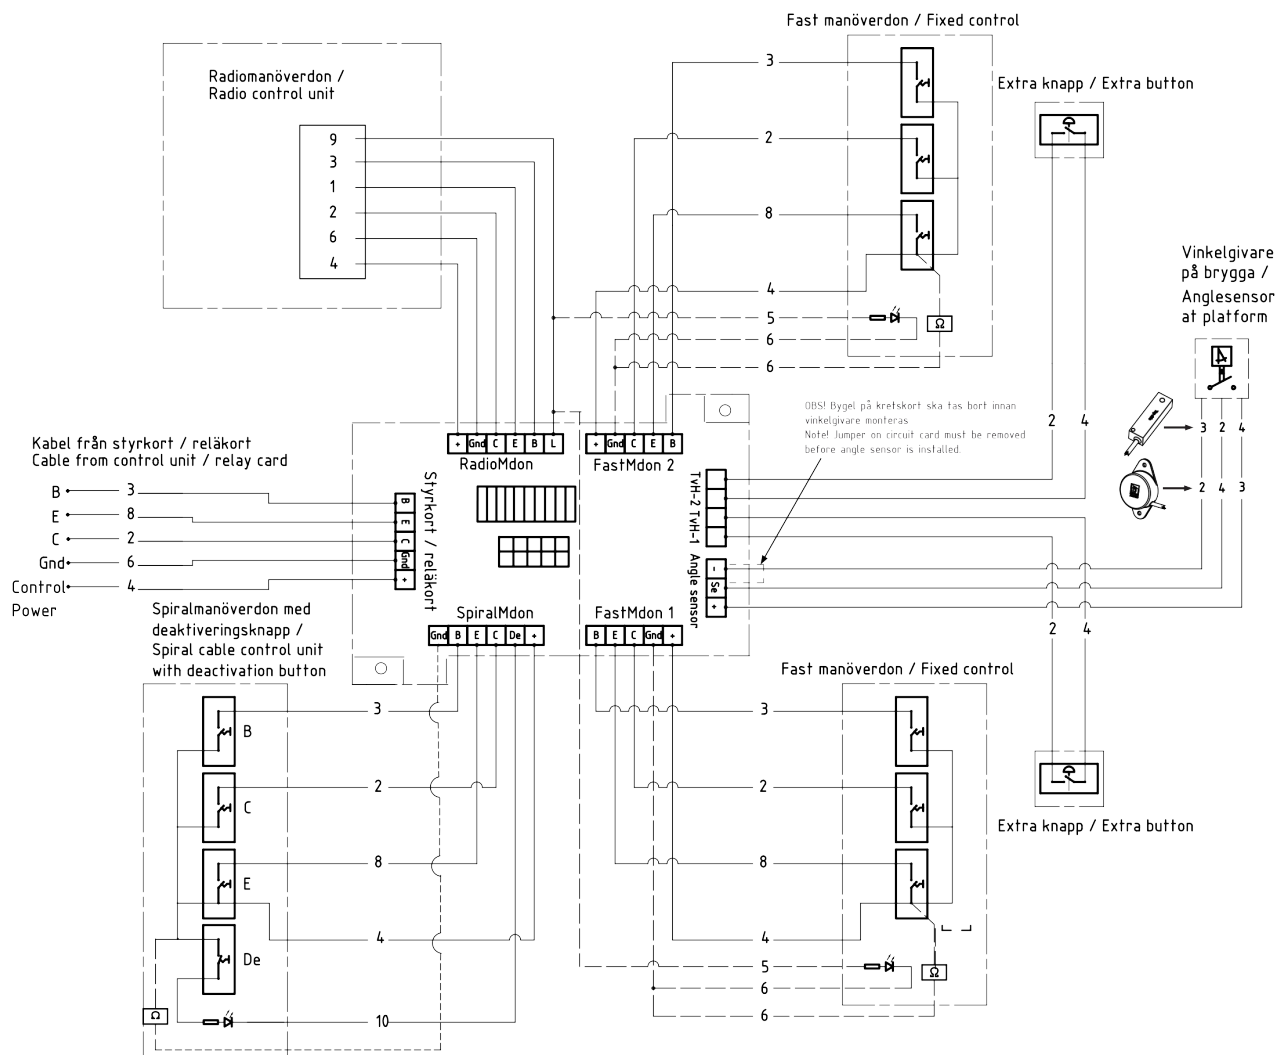 Fast manöverdon / Fixed control
Radiomanöverdon /
Radio control unit
9
3
1
2
6
4
3
2
8
4
5
6
6
Ω
Extra knapp / Extra button
Vinkelgivare
på brygga /
Anglesensor
at platform
2 4
3 2 4
2 4 3
OBS! Bygel på kretskort ska tas bort innan
vinkelgivare monteras
Note! Jumper on circuit card must be removed
before angle sensor is installed.
Kabel från styrkort / reläkort
Cable from control unit / relay card
B 3
E 8
C 2
Gnd 6
Control 4
Power
+ Gnd C E B L
RadioMdon
+ Gnd C E B
FastMdon 2
B E C Gnd +
Styrkort / reläkort
TvH-2 TvH-1
- Se +
Angle sensor
SpiralMdon
Gnd B E C De +
FastMdon 1
B E C Gnd +
Spiralmanöverdon med
deaktiveringsknapp /
Spiral cable control unit
with deactivation button
B
C
E
De
Ω
3
2
8
4
10
Fast manöverdon / Fixed control
3
2
8
4
5
6
6
Ω
2 4
Extra knapp / Extra button